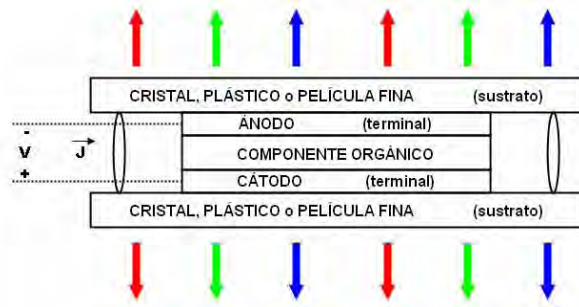 CRISTAL, PLÁSTICO o PELÍCULA FINA (sustrato)
ÁNODO (terminal)
-
V J
COMPONENTE ORGÁNICO
+
CÁTODO (terminal)
CRISTAL, PLÁSTICO o PELÍCULA FINA (sustrato)